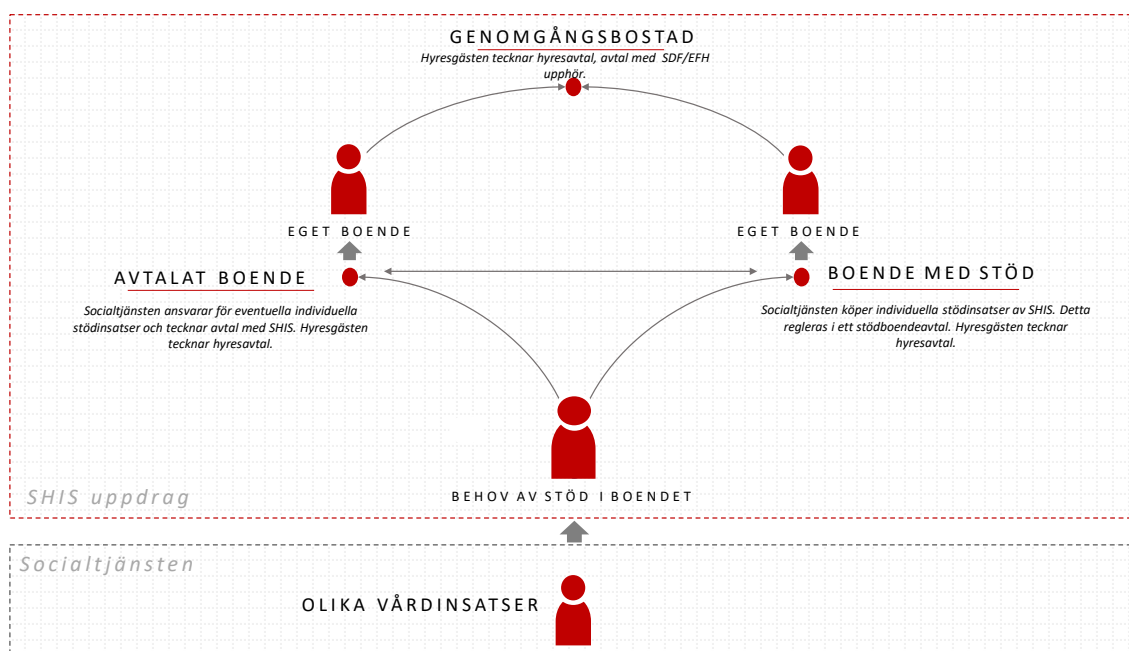 GENOMGÅNGSBOSTAD
Hyresgästen tecknar hyresavtal, avtal med SDF/EFH
upphör.
EGET BOENDE
EGET BOENDE
AVTALAT BOENDE
Socialtjänsten ansvarar för eventuella individuella
stödinsatser och tecknar avtal med SHIS. Hyresgästen
tecknar hyresavtal.
BOENDE MED STÖD
Socialtjänsten köper individuella stödinsatser av SHIS. Detta
regleras i ett stödboendeavtal. Hyresgästen tecknar
hyresavtal.
BEHOV AV STÖD I BOENDET
SHIS uppdrag
Socialtjänsten
OLIKA VÅRDINSATSER